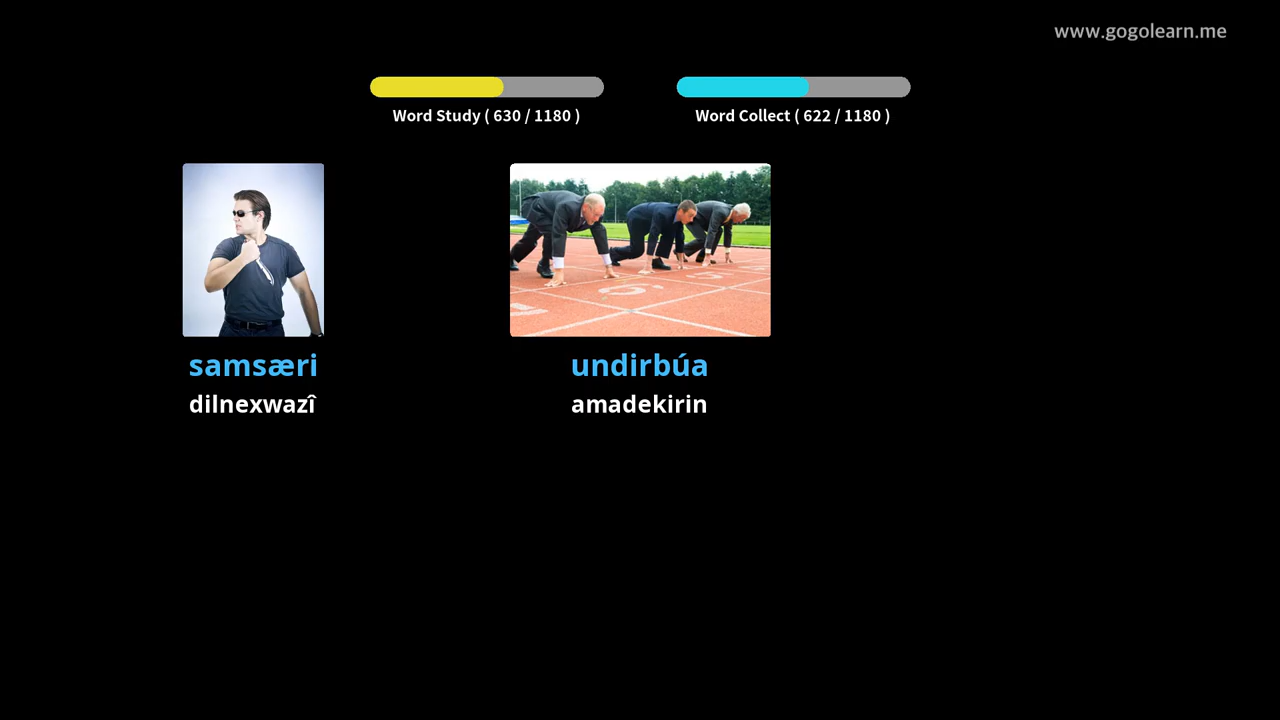 www.gogolearn.me
Word Study ( 630 / 1180 )
Word Collect ( 622 / 1180 )
samsæri
dilnexwazî
undirbúa
amadekirin